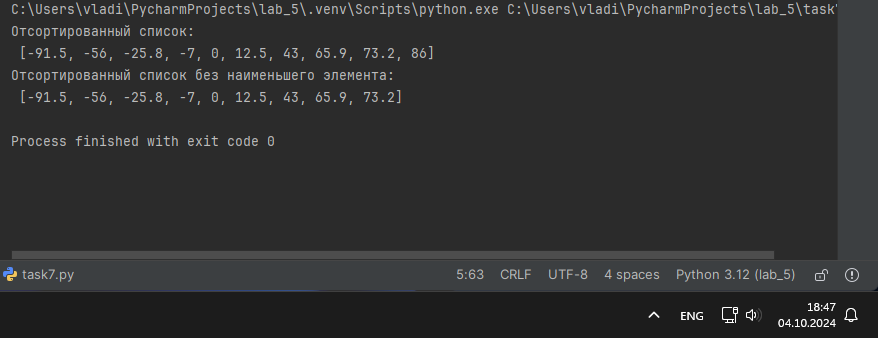 C:\Users\vladi\PycharmProjects\lab_5\.venv\Scripts\python.exe C:\Users\vladi\PycharmProjects\lab_5\task
Отсортированный список:
[-91.5, -56, -25.8, -7, 0, 12.5, 43, 65.9, 73.2, 86]
Отсортированный список без наименьшего элемента:
[-91.5, -56, -25.8, -7, 0, 12.5, 43, 65.9, 73.2]
Process finished with exit code 0
task7.py 5:63 CRLF UTF-8 4 spaces Python 3.12 (lab_5)
ENG 18:47
04.10.2024